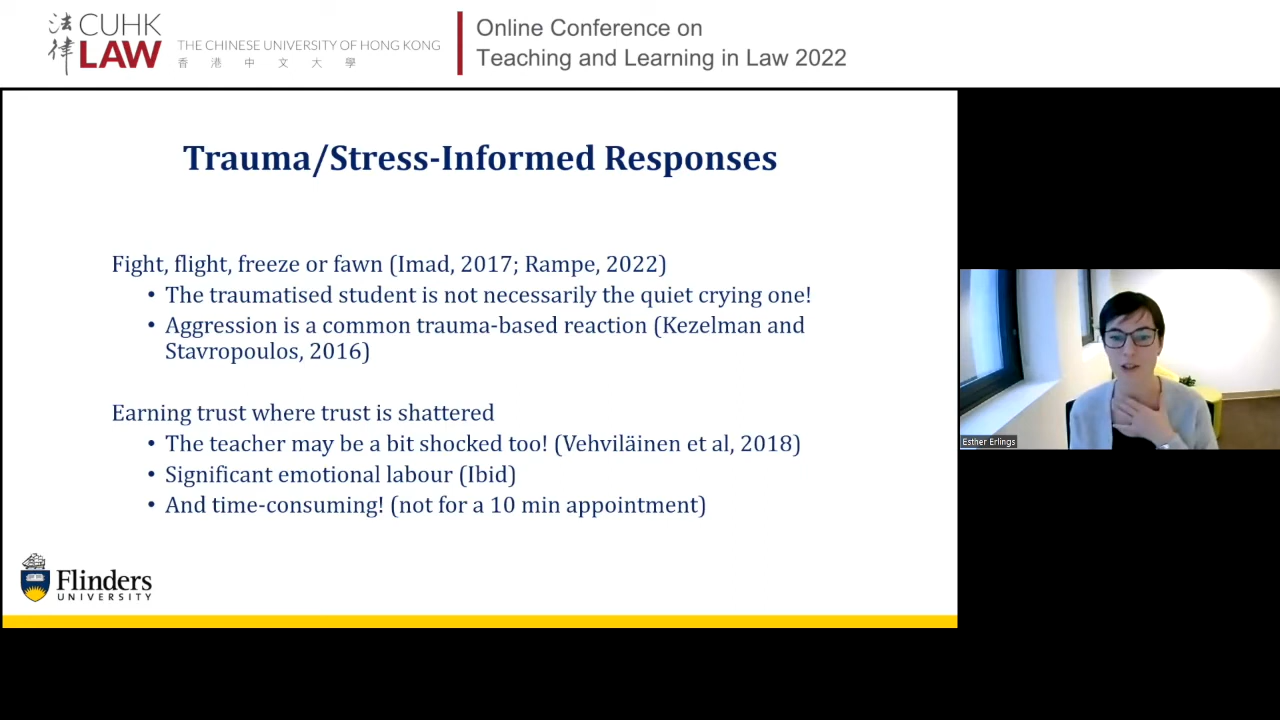 法律
CUHK
LAW
THE CHINESE UNIVERSITY OF HONG KONG
香港中文大學
Online Conference on
Teaching and Learning in Law 2022
Trauma/Stress-Informed Responses
Fight, flight, freeze or fawn (Imad, 2017; Rampe, 2022)
• The traumatised student is not necessarily the quiet crying one!
• Aggression is a common trauma-based reaction (Kezelman and
Stavropoulos, 2016)
Earning trust where trust is shattered
• The teacher may be a bit shocked too! (Vehviläinen et al, 2018)
• Significant emotional labour (Ibid)
• And time-consuming! (not for a 10 min appointment)
Flinders
UNIVERSITY
Esther Erlings